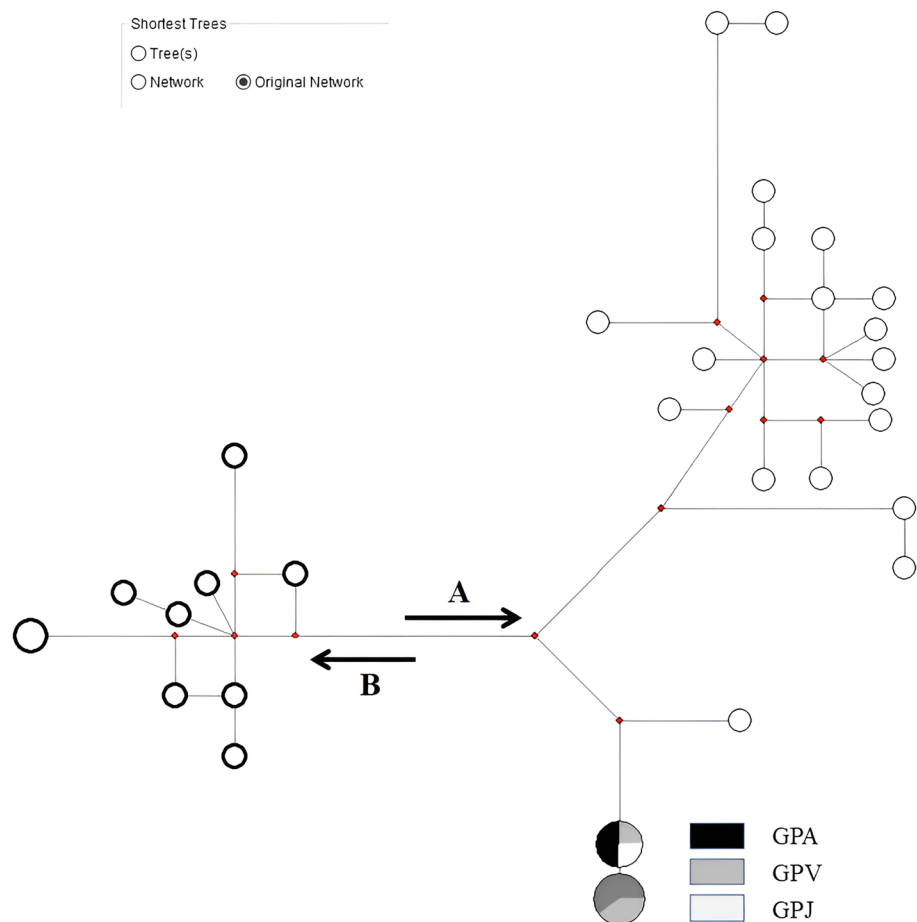 Shortest Trees
Tree(s)
Network
Original Network
A
B
GPA
GPV
GPJ